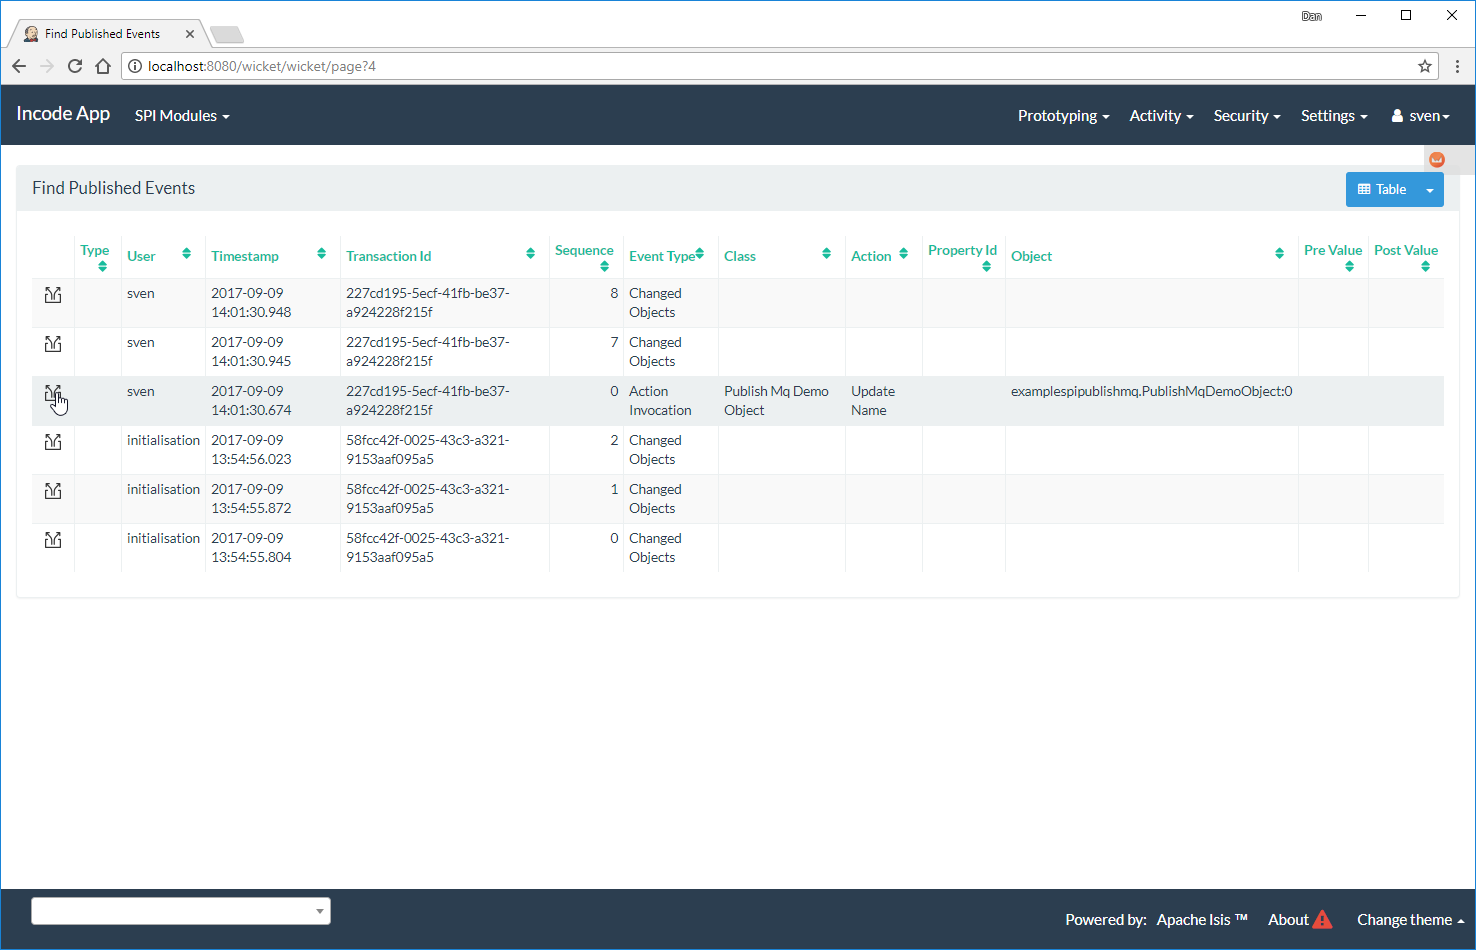 Dan
Find Published Events
localhost:8080/wicket/wicket/page?4
Incode App SPI Modules Prototyping Activity Security Settings sven
Find Published Events
Table
Type User Timestamp Transaction Id Sequence Event Type Class Action Property Id Object Pre Value Post Value
sven 2017-09-09 227cd195-5ecf-41fb-be37- 8 Changed
14:01:30.948 a924228f215f Objects
sven 2017-09-09 227cd195-5ecf-41fb-be37- 7 Changed
14:01:30.945 a924228f215f Objects
sven 2017-09-09 227cd195-5ecf-41fb-be37- 0 Action Publish Mq Demo Update examplespipublishmq.PublishMqDemoObject:0
14:01:30.674 a924228f215f Invocation Object Name
initialisation 2017-09-09 58fcc42f-0025-43c3-a321- 2 Changed
13:54:56.023 9153aaf095a5 Objects
initialisation 2017-09-09 58fcc42f-0025-43c3-a321- 1 Changed
13:54:55.872 9153aaf095a5 Objects
initialisation 2017-09-09 58fcc42f-0025-43c3-a321- 0 Changed
13:54:55.804 9153aaf095a5 Objects
Powered by: Apache Isis ™ About Change theme